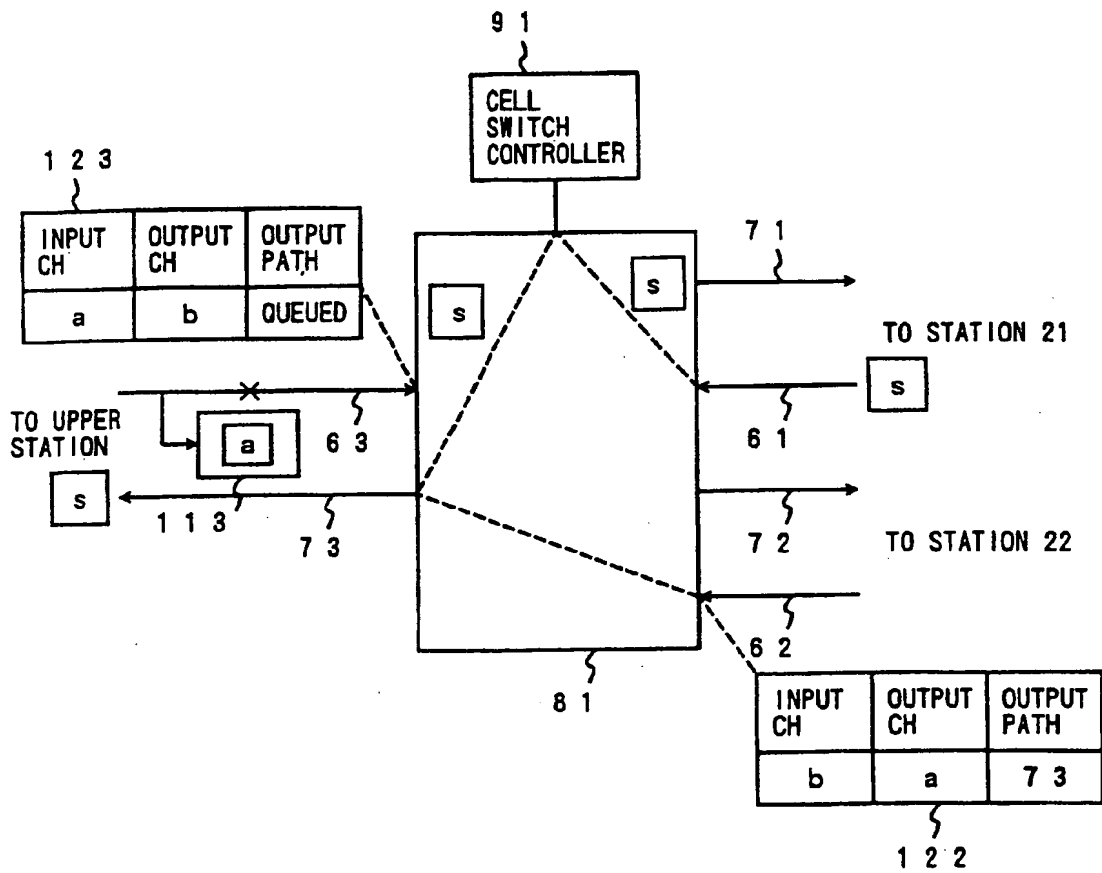 9 1
CELL
SWITCH
CONTROLLER
1 2 3
INPUT CH
OUTPUT CH
OUTPUT PATH
a
b
QUEUED
s
s
7 1
TO STATION 21
s
6 1
TO UPPER
STATION
6 3
a
s
1 1 3
7 3
7 2
TO STATION 22
6 2
8 1
INPUT CH
OUTPUT CH
OUTPUT PATH
b
a
7 3
1 2 2